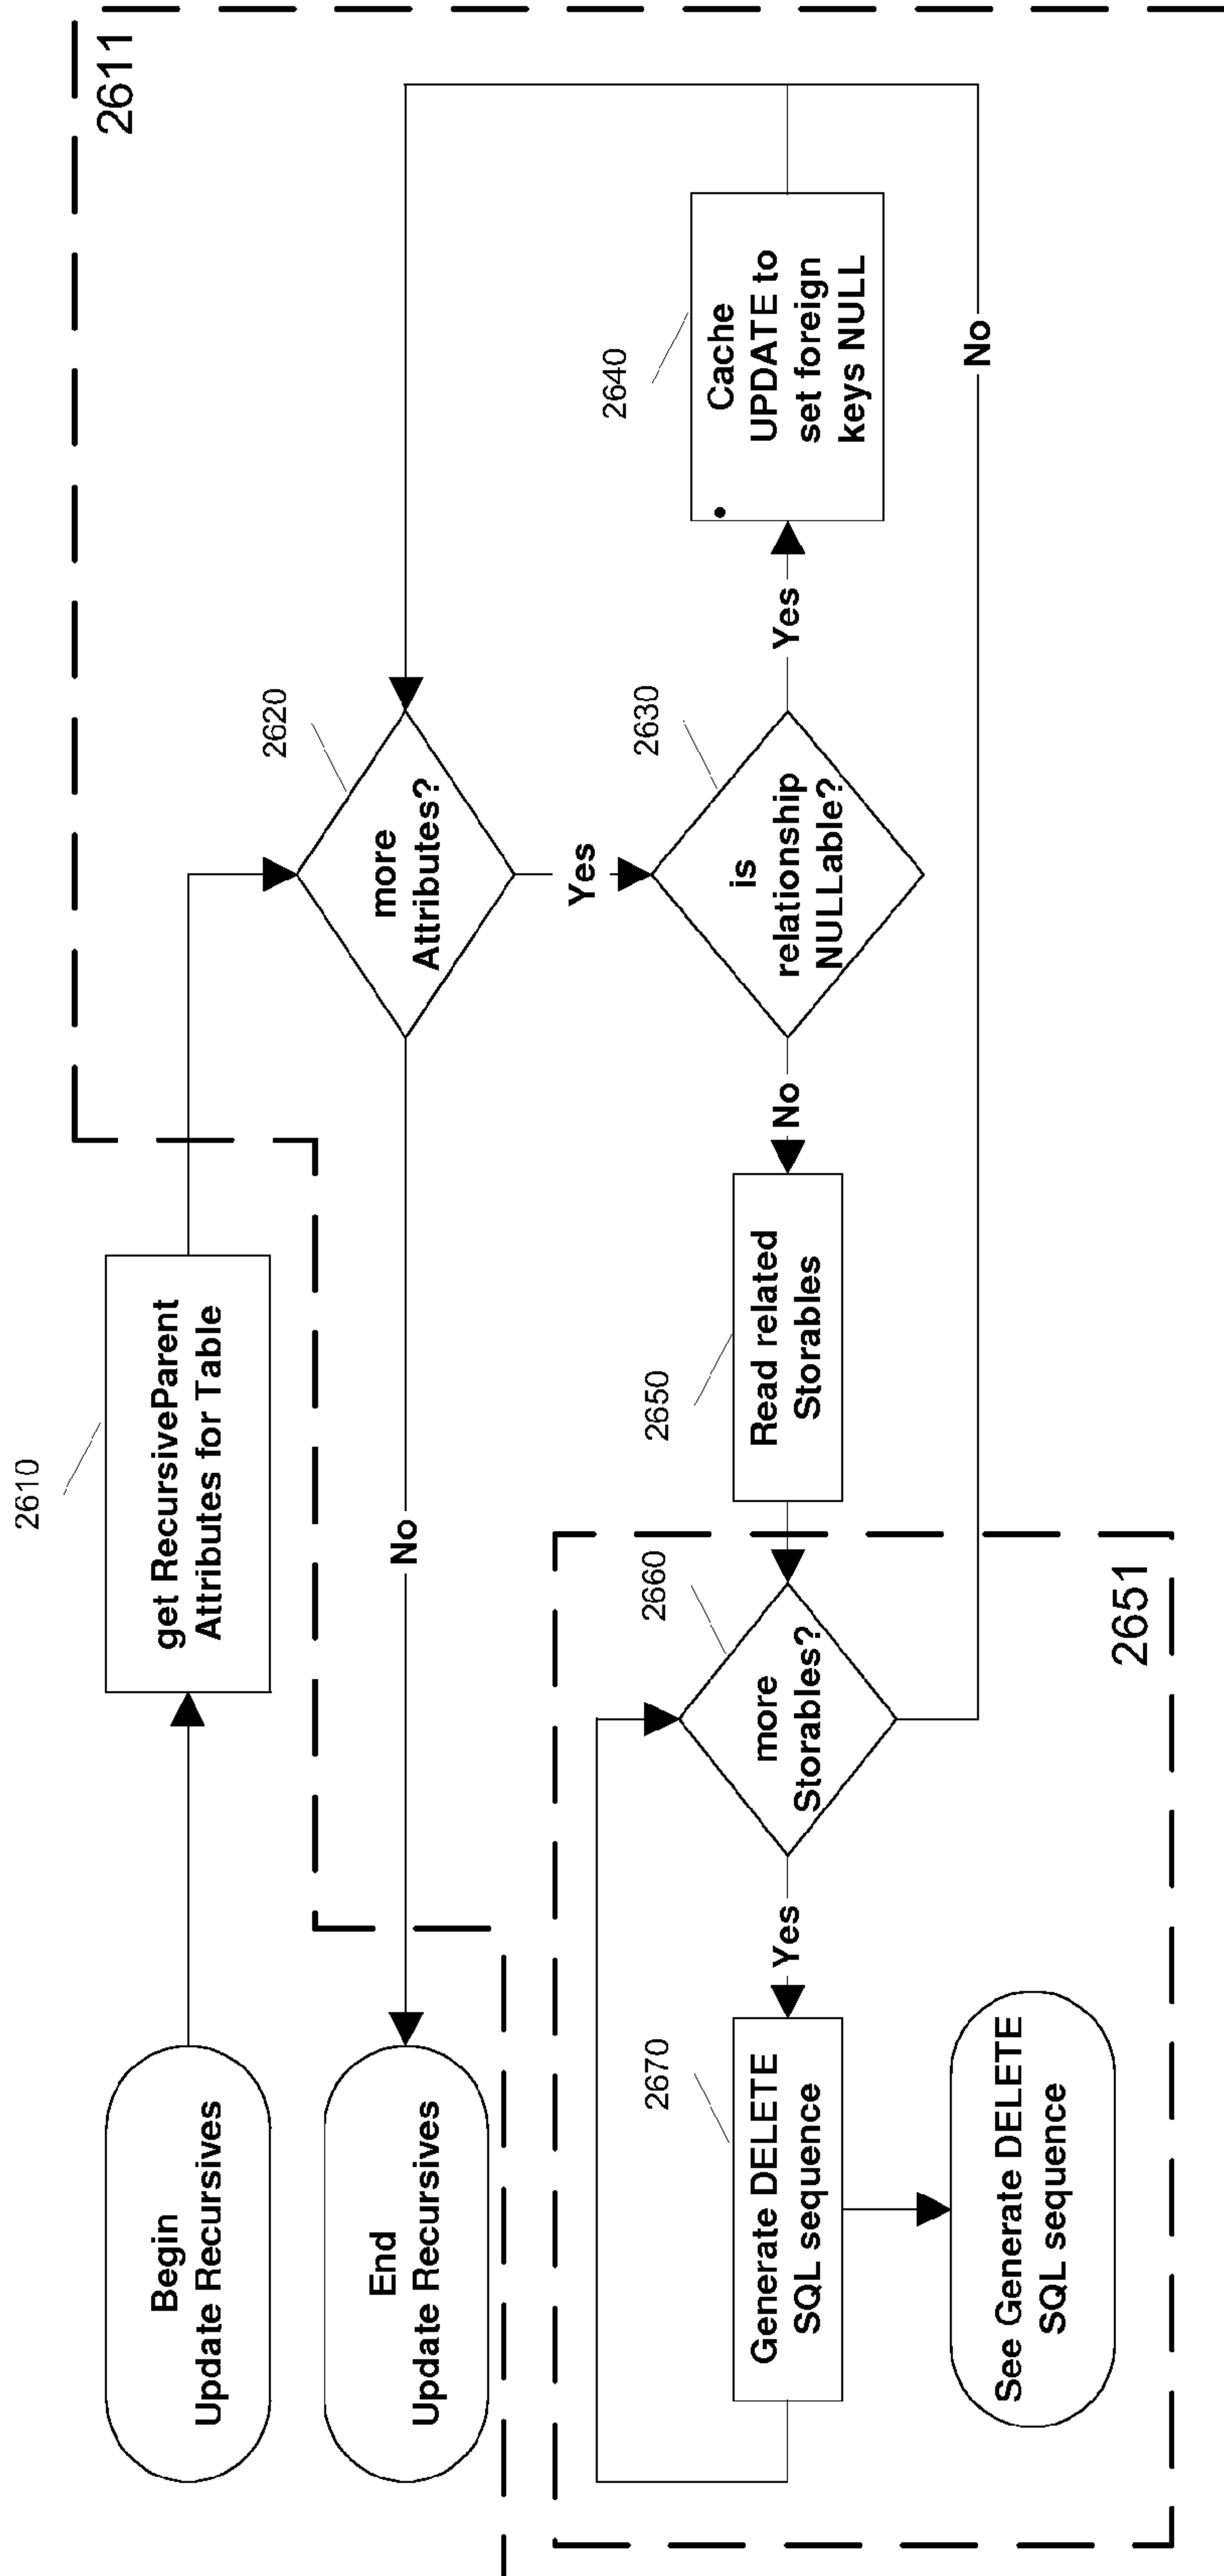 Begin
Update Recursives
2610
get RecursiveParent
Attributes for Table
2611
End
Update Recursives
No
2620
more
Attributes?
Yes
2630
is
relationship
NULLable?
Yes
2640
• Cache
UPDATE to
set foreign
keys NULL
No
2650
Read related
Storables
2660
more
Storables?
No
Yes
2670
Generate DELETE
SQL sequence
See Generate DELETE
SQL sequence
2651